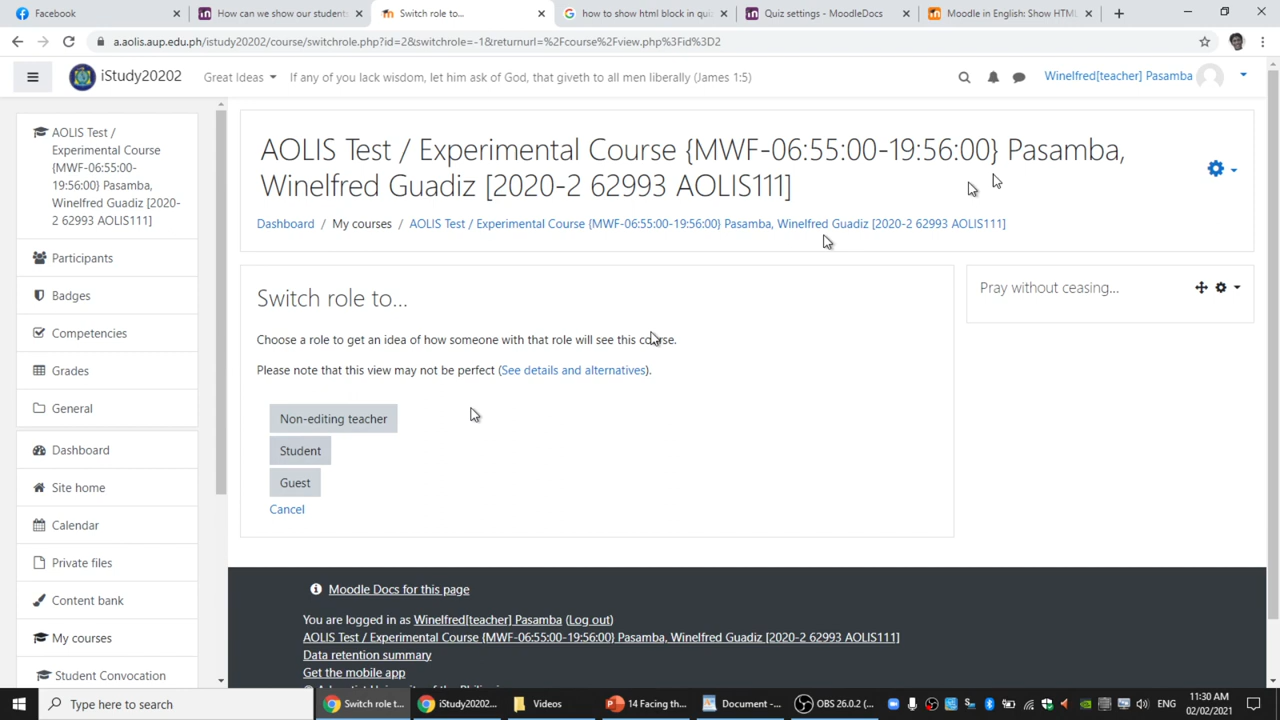 Facebook
How can we show our students
Switch role to...
how to show html block in quiz
Quiz settings - MoodleDocs
Moodle in English: Show HTML
a.aolis.aup.edu.ph/istudy20202/course/switchrole.php?id=2&switchrole=-1&returnurl=%2Fcourse%2Fview.php%3Fid%3D2
iStudy20202
Great Ideas
If any of you lack wisdom, let him ask of God, that giveth to all men liberally (James 1:5)
Winelfred[teacher] Pasamba
AOLIS Test /
Experimental Course
{MWF-06:55:00-
19:56:00} Pasamba,
Winelfred Guadiz [2020-
2 62993 AOLIS111]
Participants
Badges
Competencies
Grades
General
Dashboard
Site home
Calendar
Private files
Content bank
My courses
Student Convocation
AOLIS Test / Experimental Course {MWF-06:55:00-19:56:00} Pasamba,
Winelfred Guadiz [2020-2 62993 AOLIS111]
Dashboard / My courses / AOLIS Test / Experimental Course {MWF-06:55:00-19:56:00} Pasamba, Winelfred Guadiz [2020-2 62993 AOLIS111]
Switch role to...
Choose a role to get an idea of how someone with that role will see this course.
Please note that this view may not be perfect (See details and alternatives).
Non-editing teacher
Student
Guest
Cancel
Pray without ceasing...
Moodle Docs for this page
You are logged in as Winelfred[teacher] Pasamba (Log out)
AOLIS Test / Experimental Course {MWF-06:55:00-19:56:00} Pasamba, Winelfred Guadiz [2020-2 62993 AOLIS111]
Data retention summary
Get the mobile app
Type here to search
Switch role t...
iStudy20202...
Videos
14 Facing th...
Document -...
OBS 26.0.2 (...
ENG
11:30 AM
02/02/2021